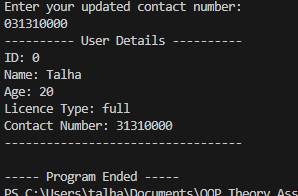 Enter your updated contact number:
031310000
---------- User Details ----------
ID: 0
Name: Talha
Age: 20
Licence Type: full
Contact Number: 31310000
----------------------------------
----- Program Ended -----
PS C:\Users\talha\Documents\OOP Theory Ass